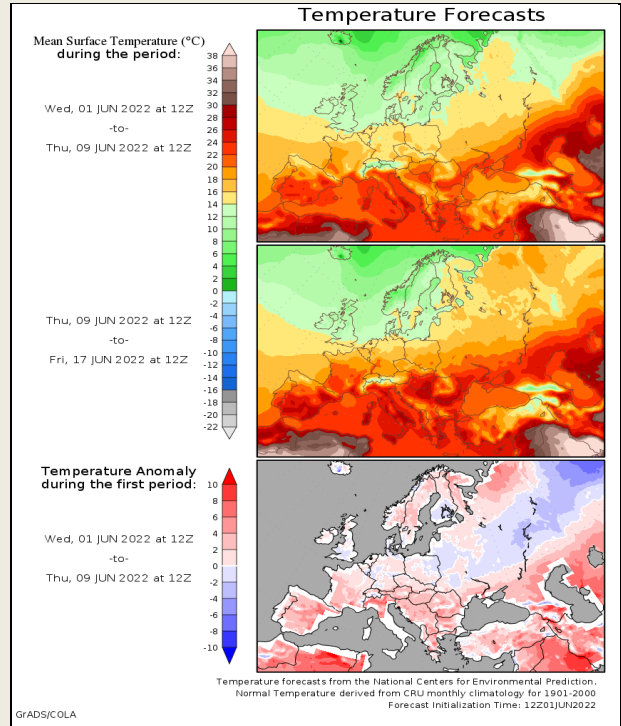 Temperature Forecasts
Mean Surface Temperature (°C)
during the period:
38
36
34
32
30
28
26
24
22
20
18
16
14
12
10
8
6
4
2
0
-2
-4
-6
-8
-10
-12
-14
-16
-18
-20
-22
Wed, 01 JUN 2022 at 12Z
-to-
Thu, 09 JUN 2022 at 12Z
Thu, 09 JUN 2022 at 12Z
-to-
Fri, 17 JUN 2022 at 12Z
Temperature Anomaly
during the first period:
10
8
6
4
2
0
-2
-4
-6
-8
-10
Wed, 01 JUN 2022 at 12Z
-to-
Thu, 09 JUN 2022 at 12Z
Temperature forecasts from the National Centers for Environmental Prediction.
Normal Temperature derived from CRU monthly climatology for 1901-2000
Forecast Initialization Time: 12Z01JUN2022
GrADS/COLA